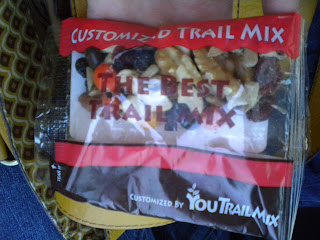 CUSTOMIZED TRAIL MIX
THE BEST
TRAIL MIX
CUSTOMIZED BY YOUTRAILMIX